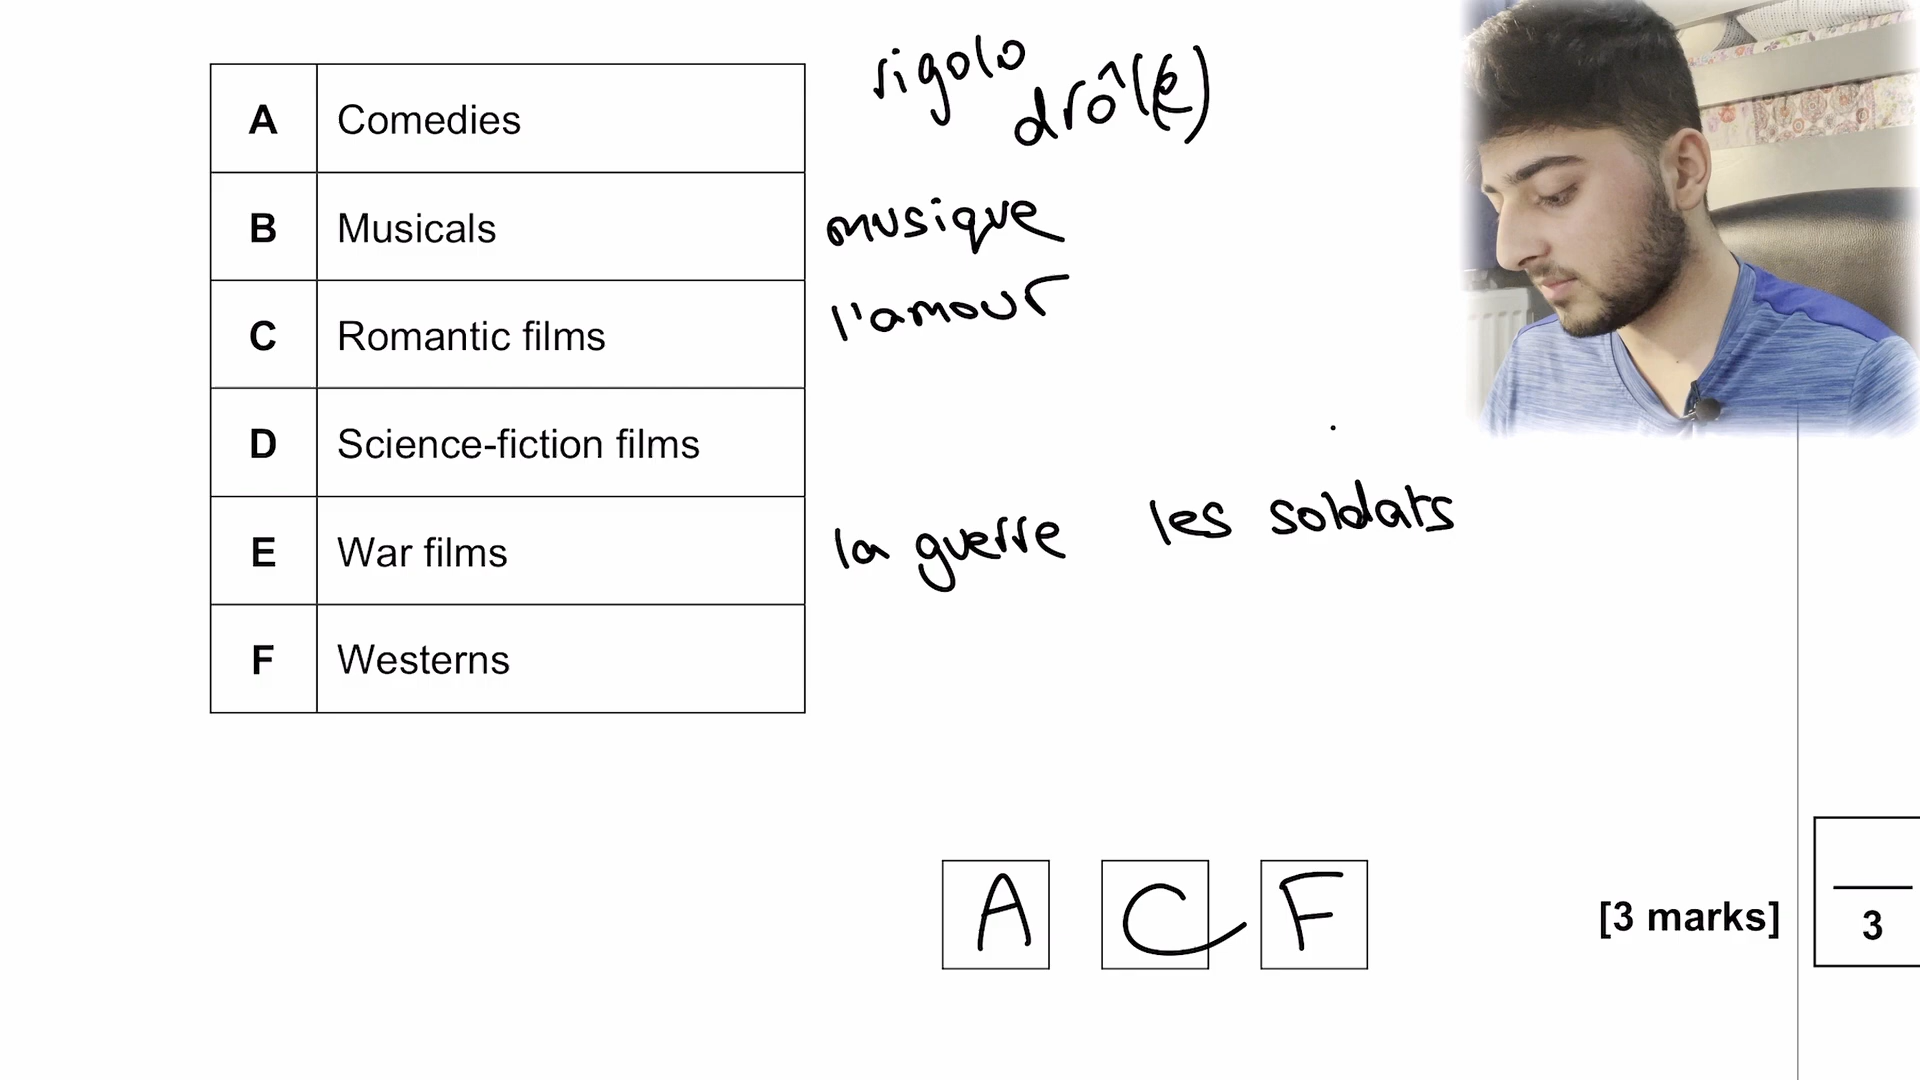 A Comedies rigolo drôl(e)
B Musicals musique
C Romantic films l'amour
D Science-fiction films
E War films la guerre les soldats
F Westerns
A C F [3 marks]
3